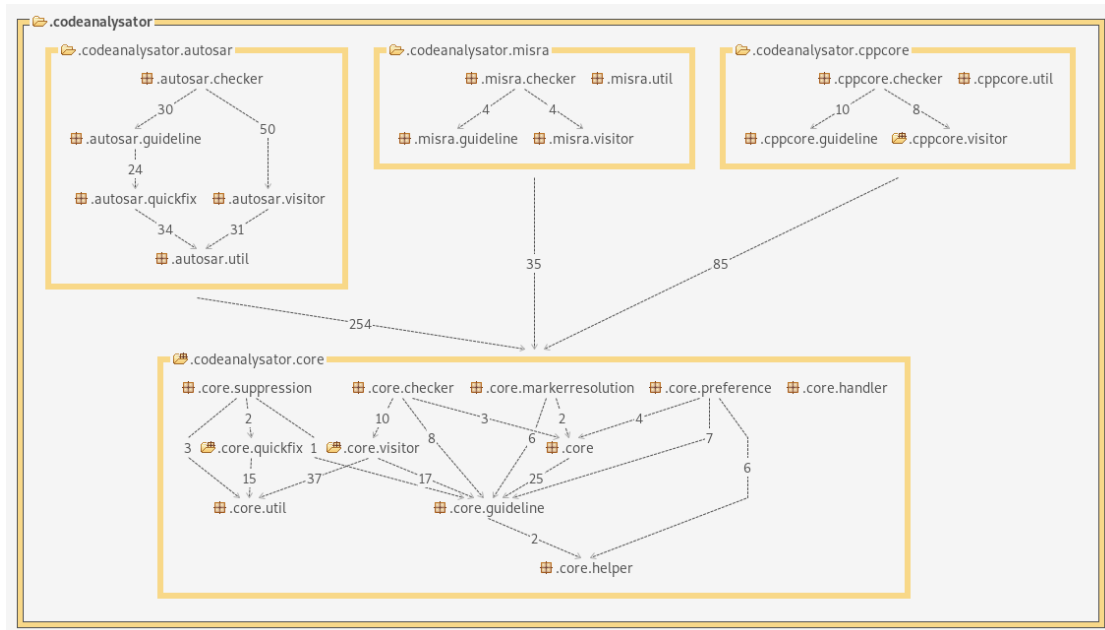 .codeanalysator
.codeanalysator.autosar
.codeanalysator.misra
.codeanalysator.cppcore
.autosar.checker
.misra.checker
.misra.util
.cppcore.checker
.cppcore.util
30
4
4
10
8
50
.autosar.guideline
.misra.guideline
.misra.visitor
.cppcore.guideline
.cppcore.visitor
24
.autosar.quickfix
.autosar.visitor
34
31
.autosar.util
35
85
254
.codeanalysator.core
.core.suppression
.core.checker
.core.markerresolution
.core.preference
.core.handler
2
10
3
2
4
8
6
7
3
.core.quickfix
1
.core.visitor
.core
6
15
37
17
25
.core.util
.core.guideline
2
.core.helper